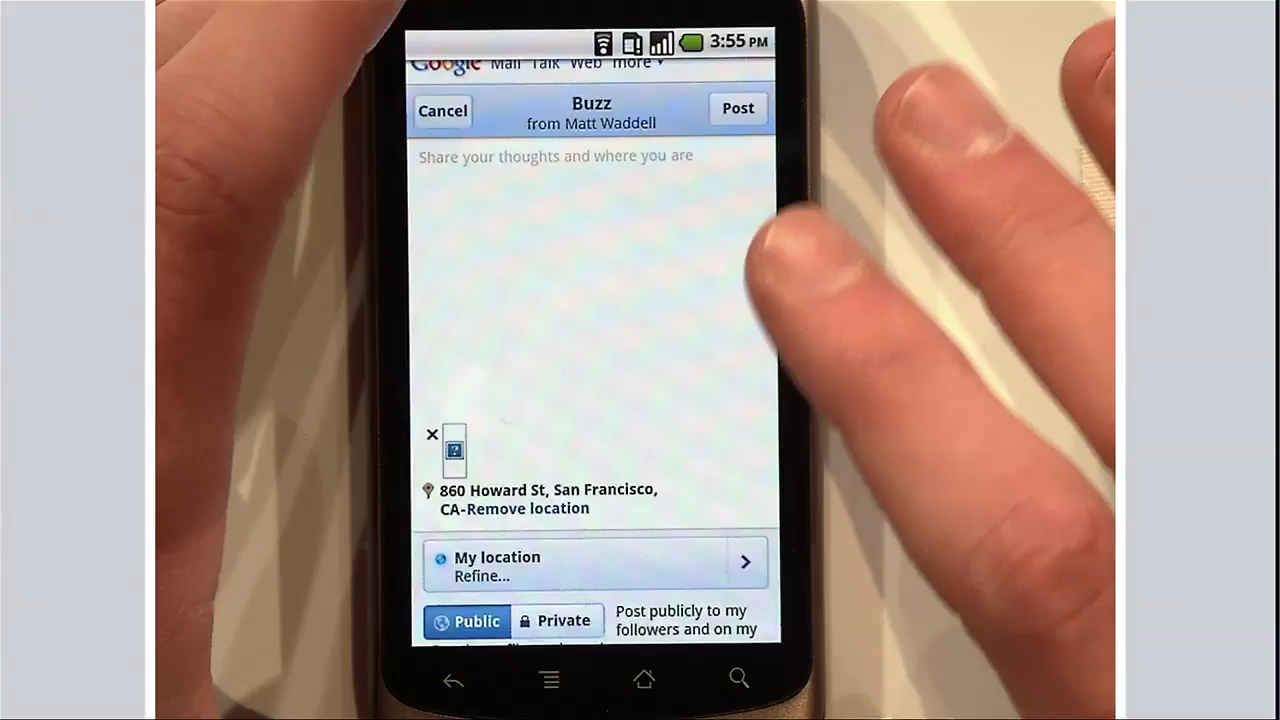 3:55 PM
Google Mail Talk Web more
Cancel
Buzz
Post
from Matt Waddell
Share your thoughts and where you are
860 Howard St, San Francisco,
CA-Remove location
My location
Refine...
Public
Private
Post publicly to my
followers and on my